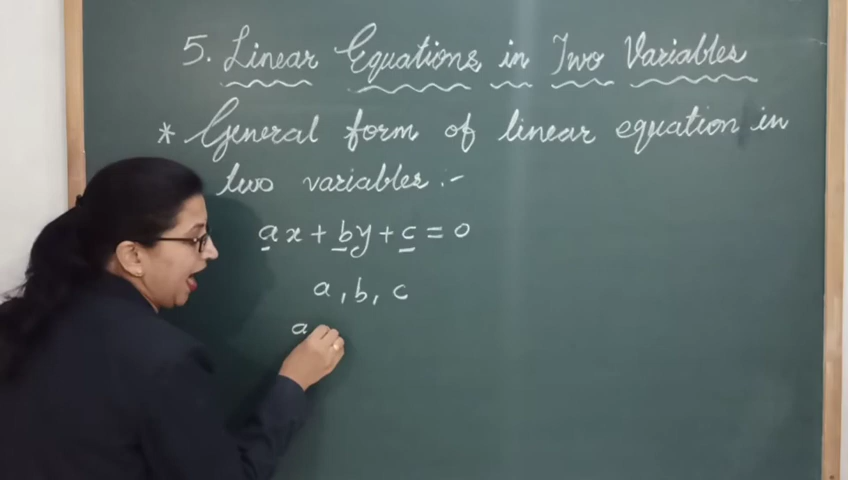 5. Linear Equations in Two Variables
* General form of linear equation in
two variables :-
ax + by + c = 0
a, b, c
a